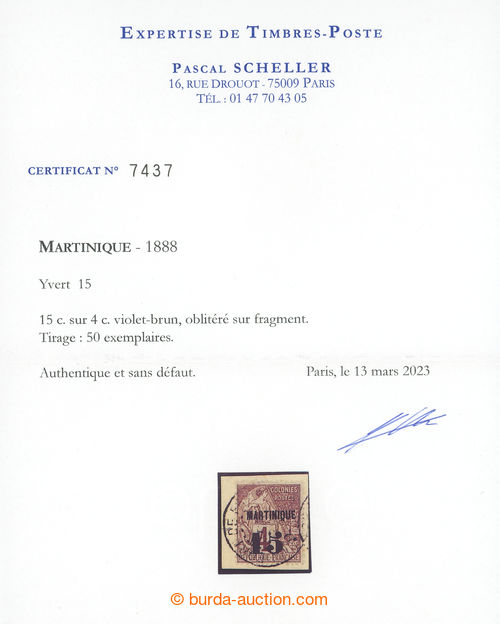 EXPERTISE DE TIMBRES-POSTE
PASCAL SCHELLER
16, RUE DROUOT - 75009 PARIS
TÉL. : 01 47 70 43 05
CERTIFICAT N° 7437
MARTINIQUE - 1888
Yvert 15
15 c. sur 4 c. violet-brun, oblitéré sur fragment.
Tirage : 50 exemplaires.
Authentique et sans défaut.
Paris, le 13 mars 2023
COLONIES
POSTES
MARTINIQUE
15
© burda-auction.com